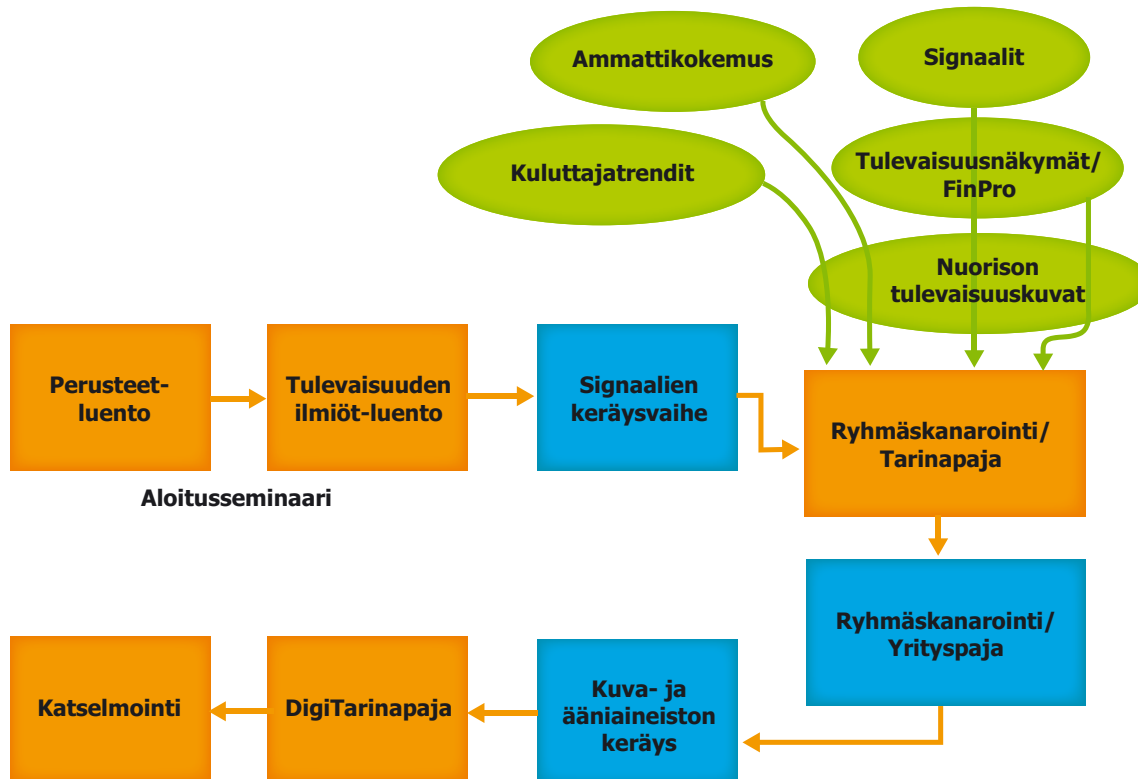 Ammattikokemus
Signaalit
Kuluttajatrendit
Tulevaisuusnäkymät/
FinPro
Nuorison
tulevaisuuskuvat
Perusteet-
luento
Tulevaisuuden
ilmiöt-luento
Signaalien
keräysvaihe
Ryhmäskanarointi/
Tarinapaja
Aloitusseminaari
Ryhmäskanarointi/
Yrityspaja
Kuva- ja
ääniaineiston
keräys
DigiTarinapaja
Katselmointi